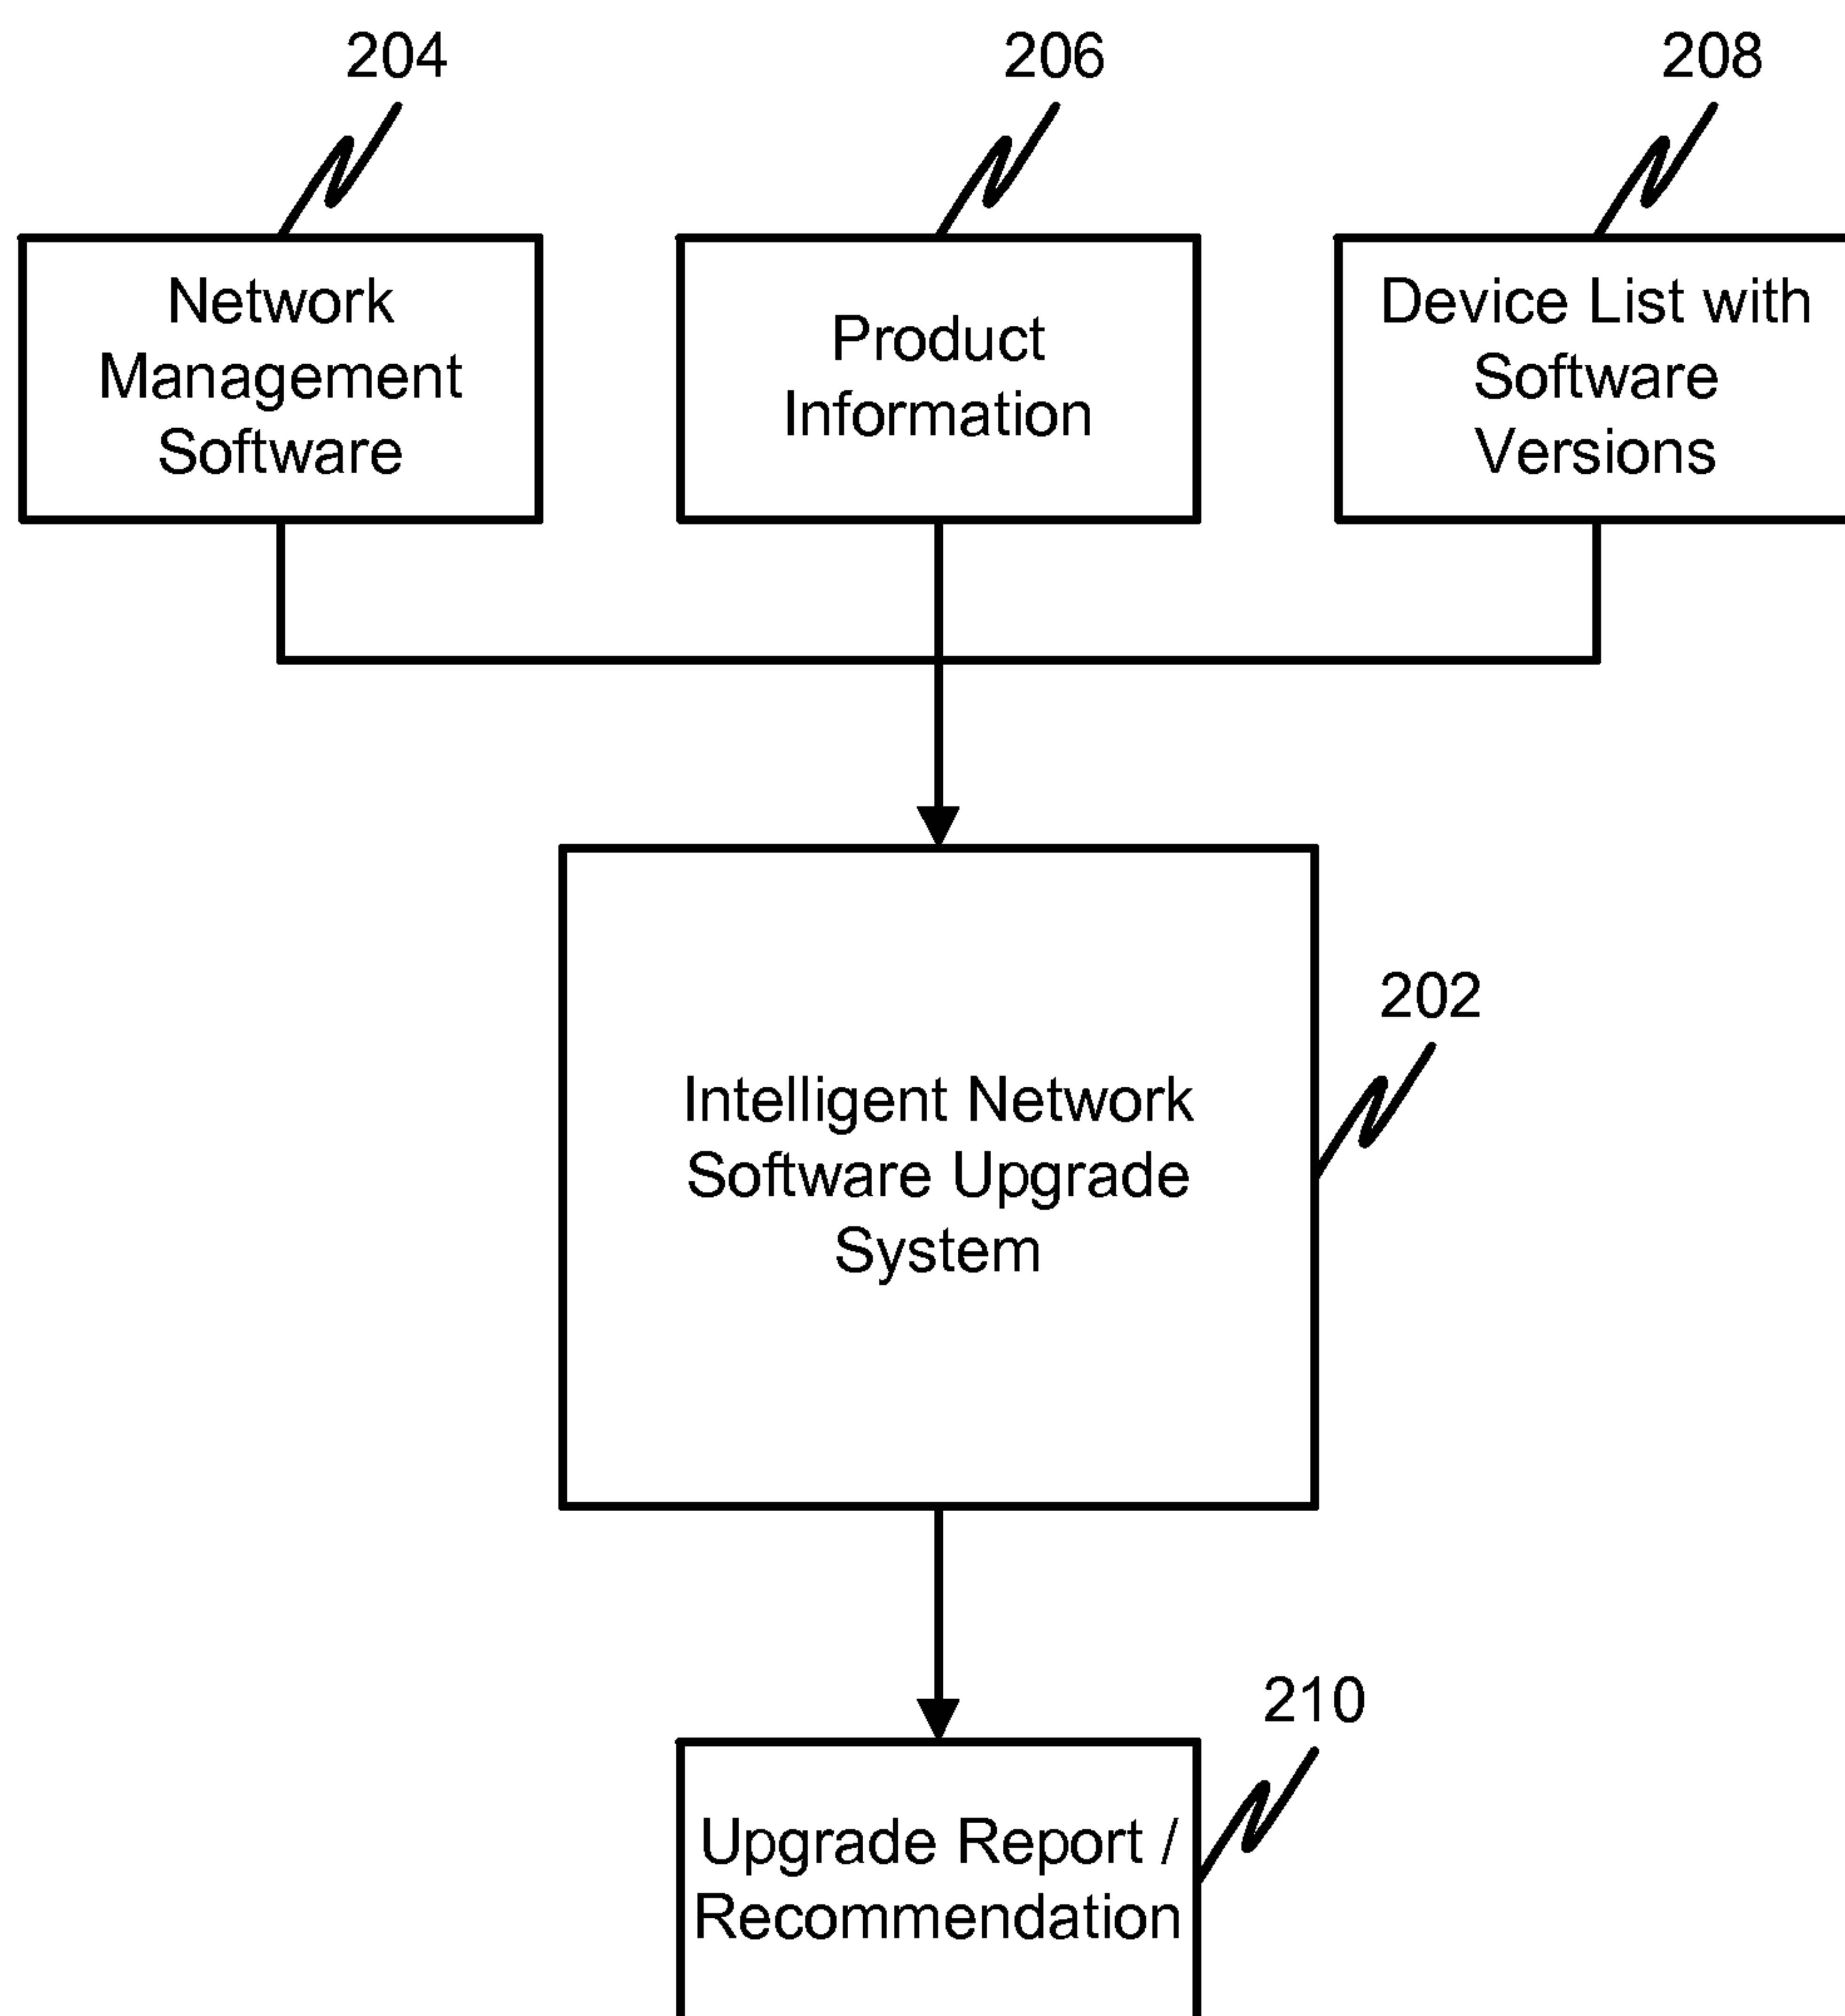 204
206
208
Network
Management
Software
Product
Information
Device List with
Software
Versions
202
Intelligent Network
Software Upgrade
System
210
Upgrade Report /
Recommendation